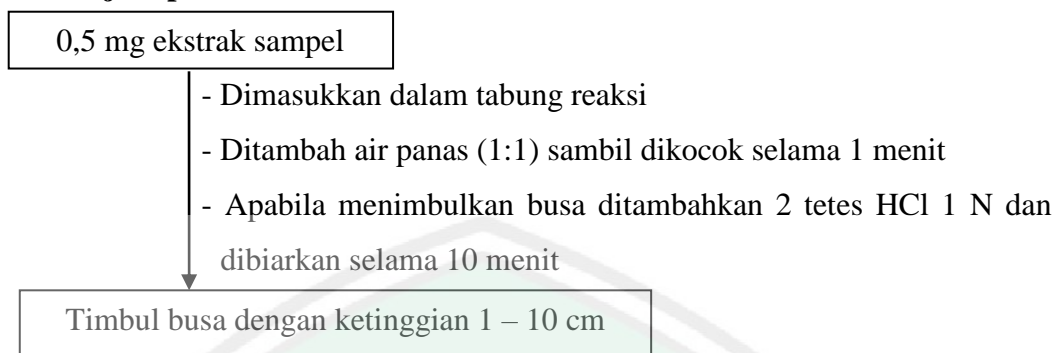 0,5 mg ekstrak sampel
- Dimasukkan dalam tabung reaksi
- Ditambah air panas (1:1) sambil dikocok selama 1 menit
- Apabila menimbulkan busa ditambahkan 2 tetes HCl 1 N dan
dibiarkan selama 10 menit
Timbul busa dengan ketinggian 1 – 10 cm